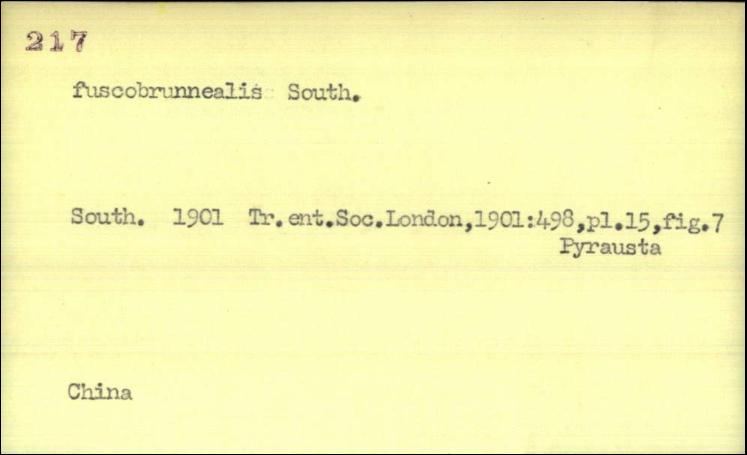 217
fuscobrunnealis South.
South. 1901 Tr.ent.Soc.London,1901:498,pl.15,fig.7
Pyrausta
China